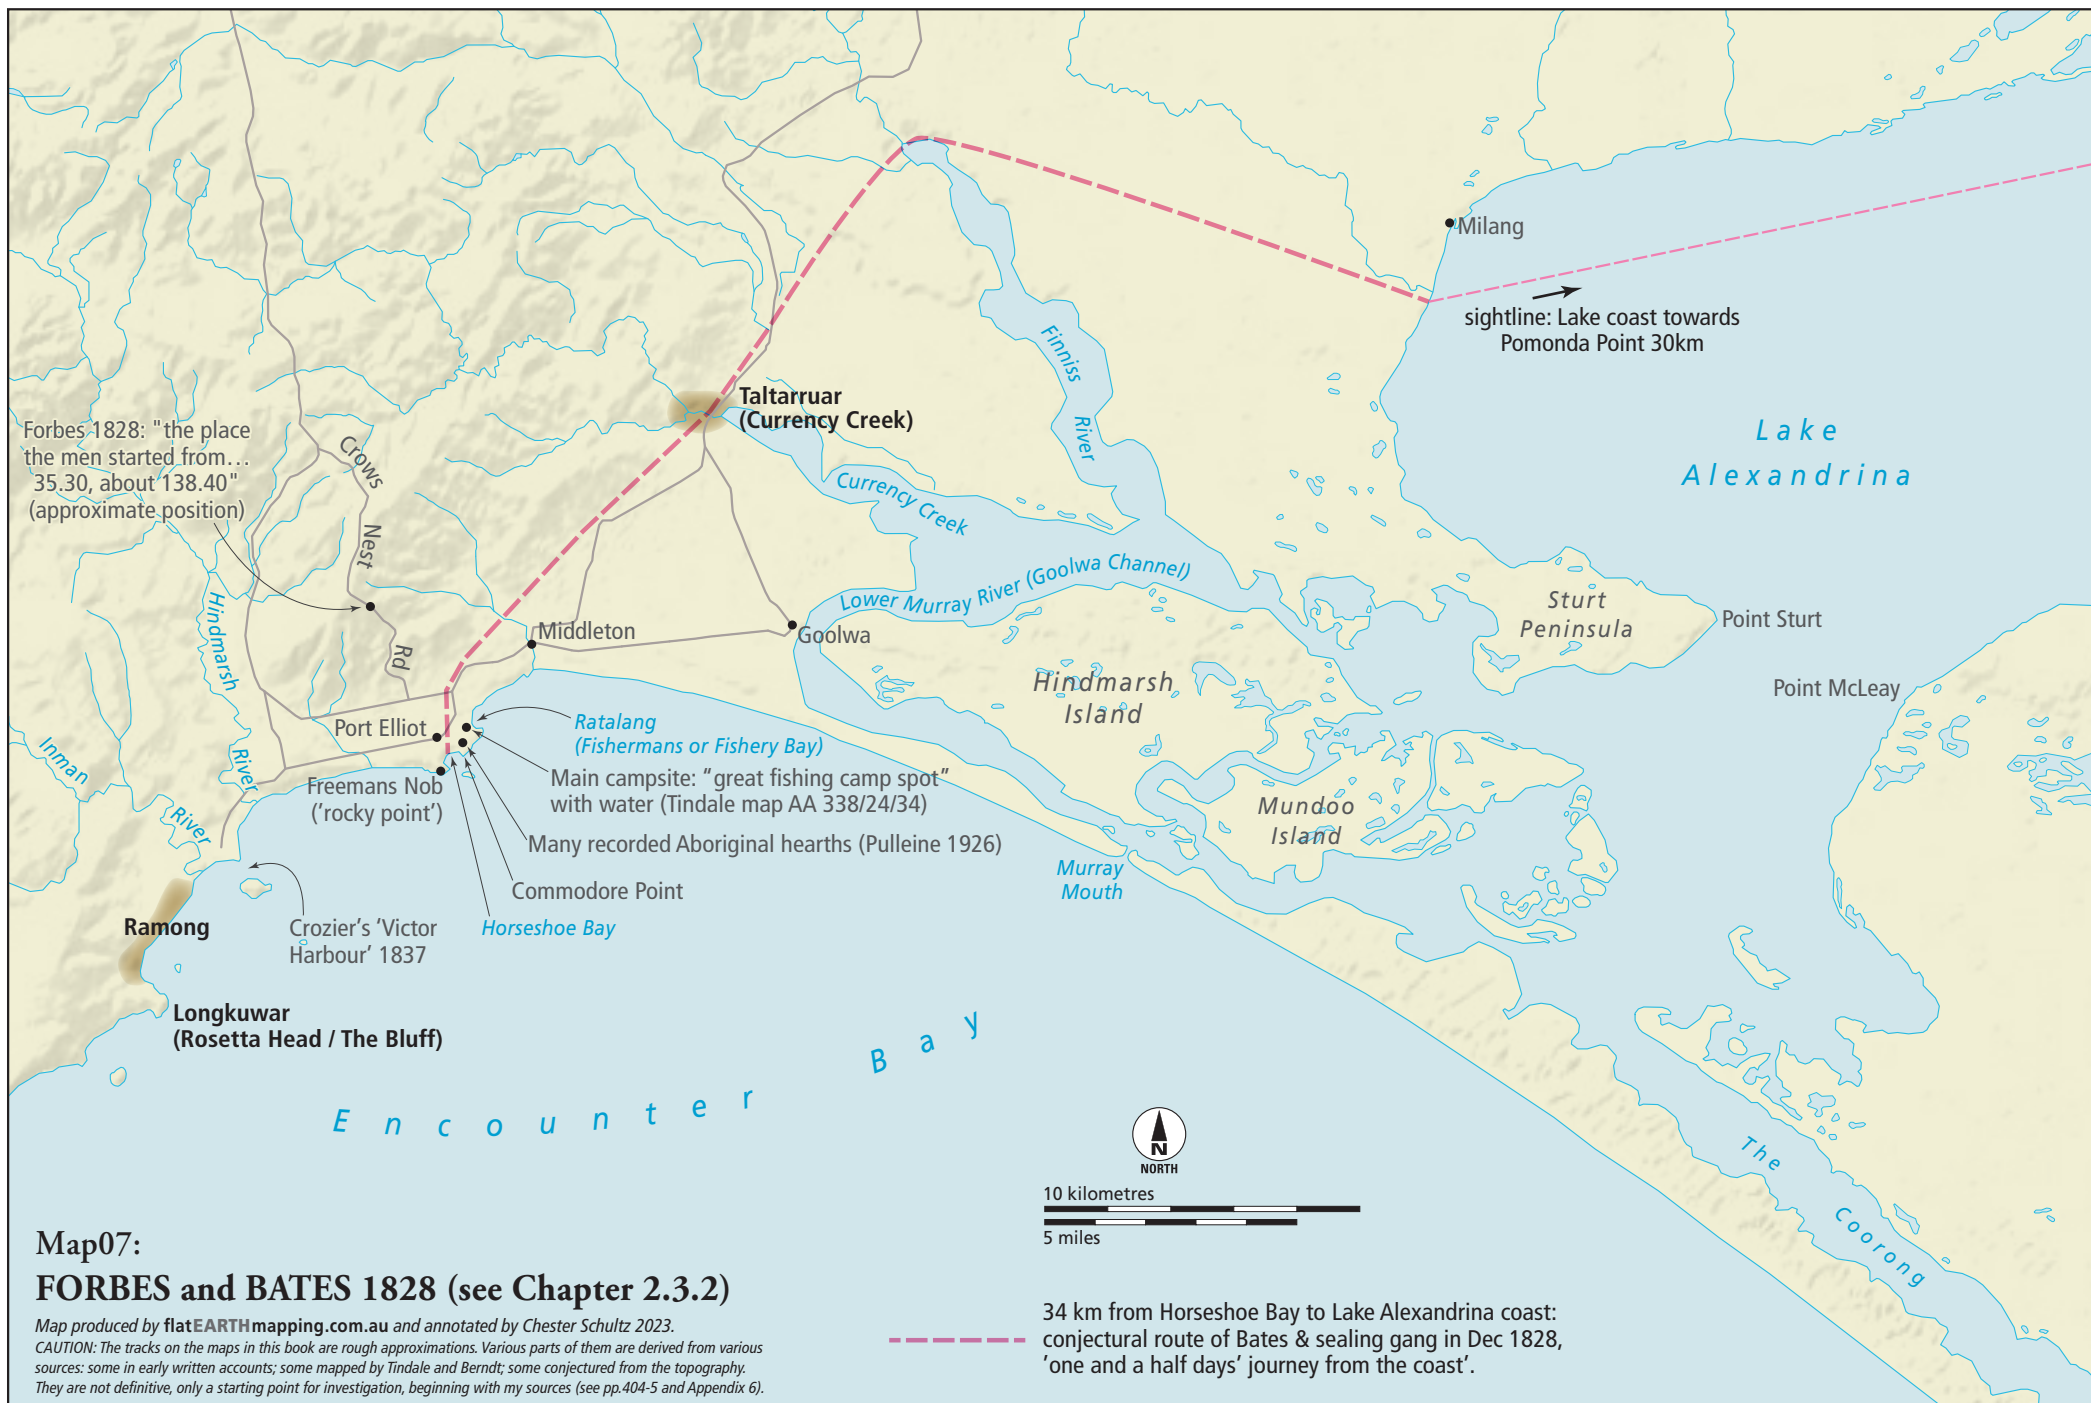 Milang
sightline: Lake coast towards
Pomonda Point 30km
Finniss
River
Taltarruar
(Currency Creek)
Forbes 1828: "the place
the men started from…
35.30, about 138.40"
(approximate position)
Crows
Nest
Rd
Lake
Alexandrina
Currency Creek
Lower Murray River (Goolwa Channel)
Hindmarsh
River
Sturt
Peninsula
Point Sturt
Middleton
Goolwa
Hindmarsh
Island
Point McLeay
Port Elliot
Ratalang
(Fishermans or Fishery Bay)
Inman
River
Freemans Nob
('rocky point')
Main campsite: “great fishing camp spot”
with water (Tindale map AA 338/24/34)
Mundoo
Island
Many recorded Aboriginal hearths (Pulleine 1926)
Murray
Mouth
Commodore Point
Ramong
Crozier's ‘Victor
Harbour’ 1837
Horseshoe Bay
Longkuwar
(Rosetta Head / The Bluff)
Encounter Bay
N
NORTH
The
Coorong
10 kilometres
5 miles
Map07:
FORBES and BATES 1828 (see Chapter 2.3.2)
Map produced by flatEARTHmapping.com.au and annotated by Chester Schultz 2023.
CAUTION: The tracks on the maps in this book are rough approximations. Various parts of them are derived from various
sources: some in early written accounts; some mapped by Tindale and Berndt; some conjectured from the topography.
They are not definitive, only a starting point for investigation, beginning with my sources (see pp.404-5 and Appendix 6).
34 km from Horseshoe Bay to Lake Alexandrina coast:
conjectural route of Bates & sealing gang in Dec 1828,
'one and a half days' journey from the coast'.